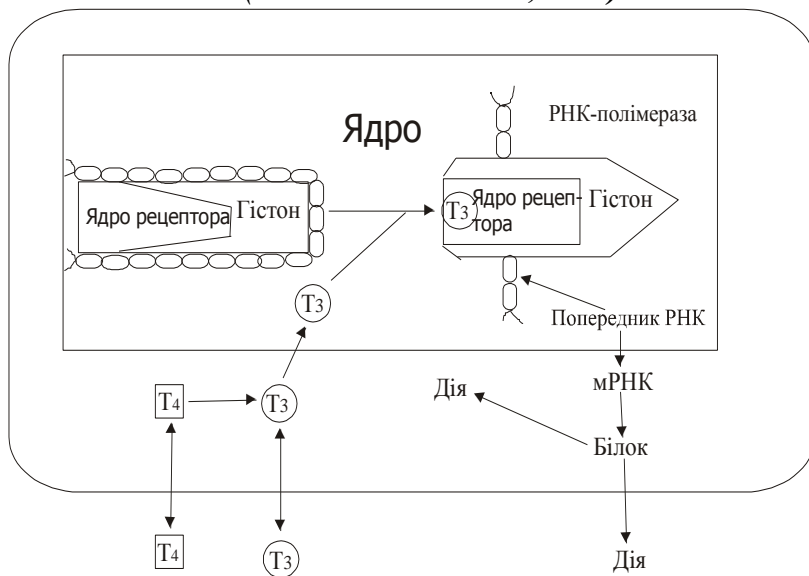 Ядро
РНК-полімераза
Ядро рецептора
Гістон
T3
Ядро рецеп-
тора
Гістон
T3
Попередник РНК
T4
T3
Дія
мРНК
Білок
T4
T3
Дія